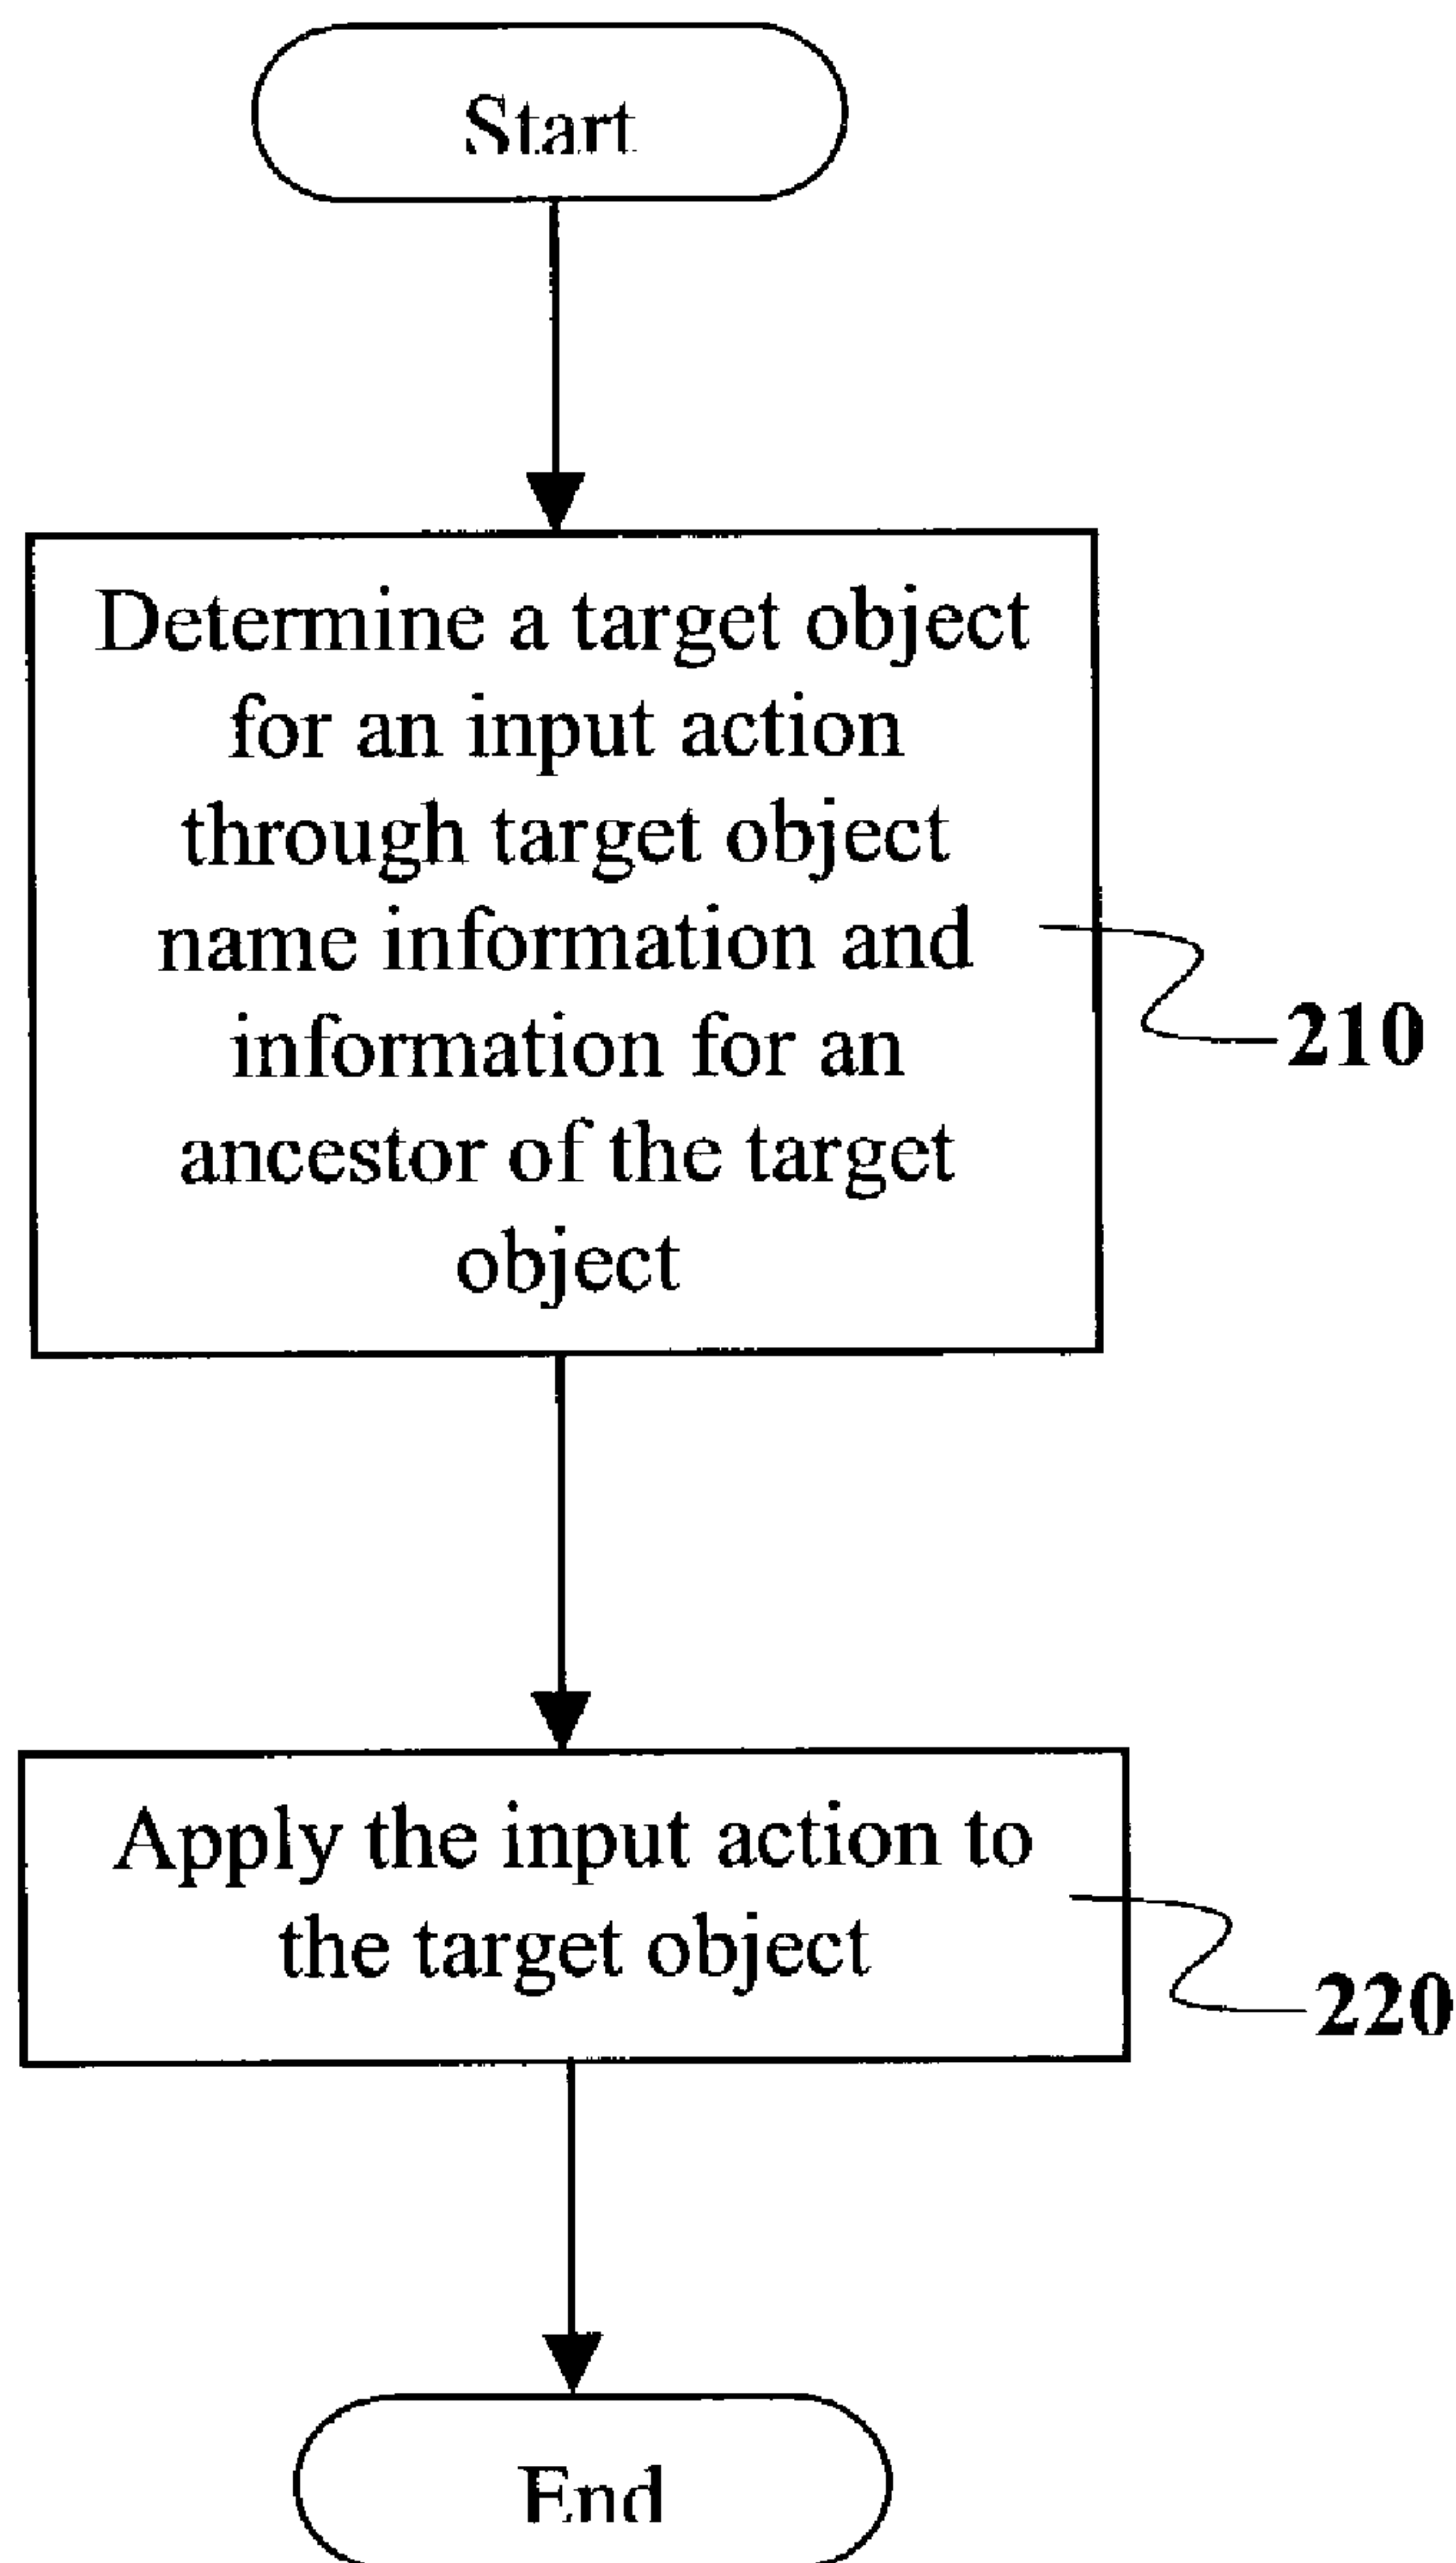 Start
Determine a target object
for an input action
through target object
name information and
information for an
ancestor of the target
object
210
Apply the input action to
the target object
220
End